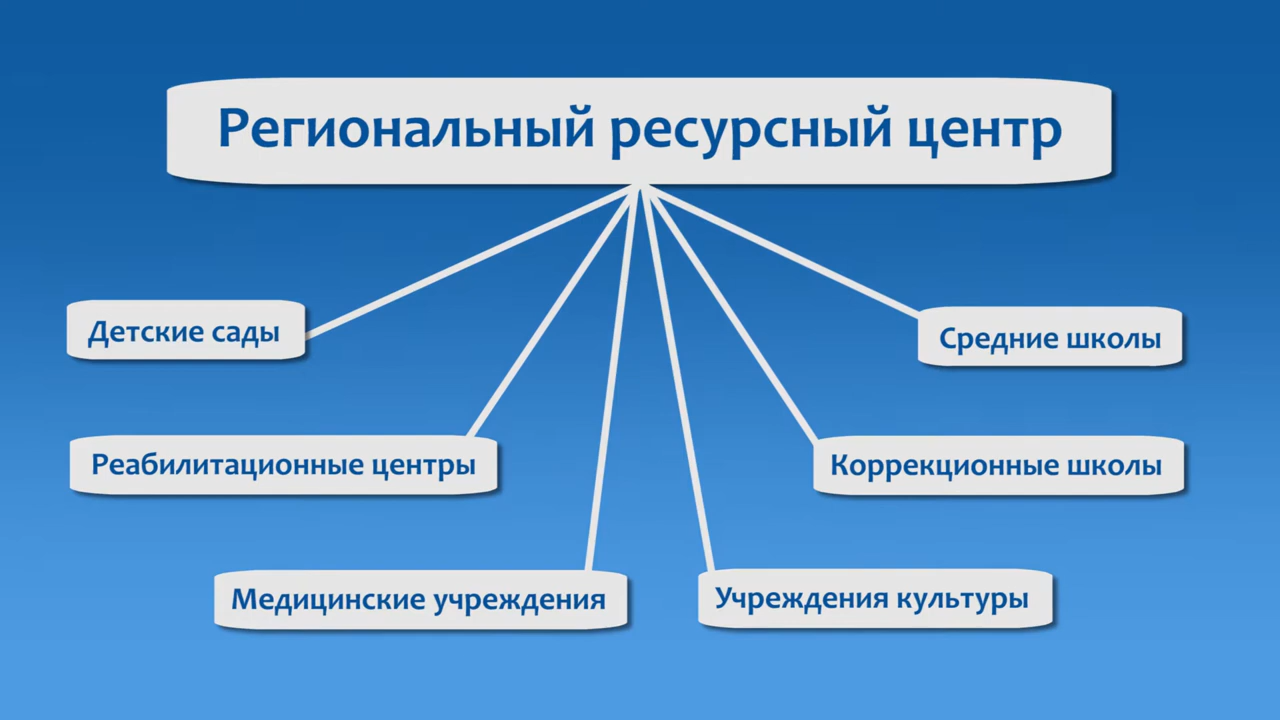 Региональный ресурсный центр
Детские сады
Средние школы
Реабилитационные центры
Коррекционные школы
Медицинские учреждения
Учреждения культуры